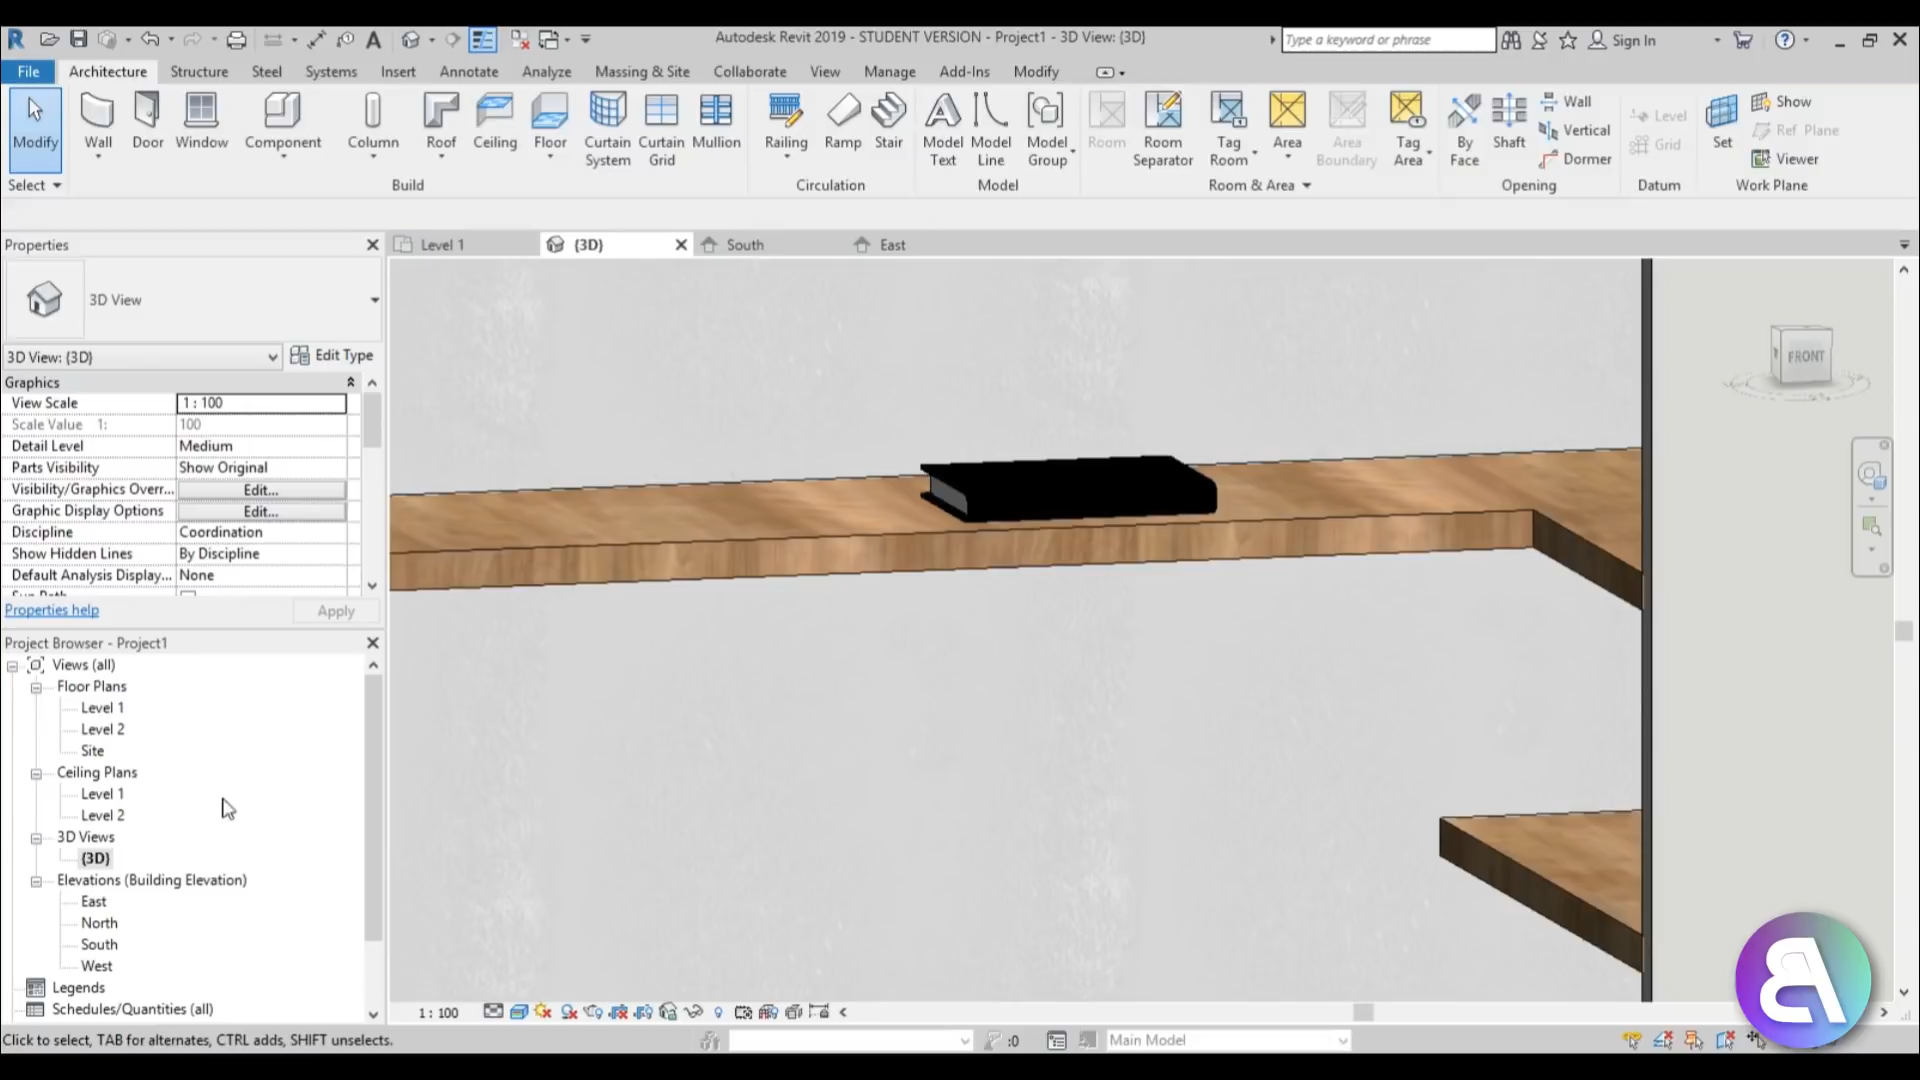 Autodesk Revit 2019 - STUDENT VERSION - Project1 - 3D View: {3D}
Type a keyword or phrase
Sign In
File Architecture Structure Steel Systems Insert Annotate Analyze Massing & Site Collaborate View Manage Add-Ins Modify
Modify Wall Door Window Component Column Roof Ceiling Floor Curtain System Curtain Grid Mullion Railing Ramp Stair Model Text Model Line Model Group Room Room Separator Tag Room Area Area Boundary Tag Area By Face Shaft Wall Vertical Dormer Level Grid Set Show Ref Plane Viewer
Select Build Circulation Model Room & Area Opening Datum Work Plane
Properties
Level 1 {3D} South East
3D View
3D View: {3D} Edit Type
Graphics
View Scale 1 : 100
Scale Value 1: 100
Detail Level Medium
Parts Visibility Show Original
Visibility/Graphics Overr... Edit...
Graphic Display Options Edit...
Discipline Coordination
Show Hidden Lines By Discipline
Default Analysis Display... None
Properties help Apply
Project Browser - Project1
Views (all)
Floor Plans
Level 1
Level 2
Site
Ceiling Plans
Level 1
Level 2
3D Views
{3D}
Elevations (Building Elevation)
East
North
South
West
Legends
Schedules/Quantities (all)
FRONT
1 : 100
Click to select, TAB for alternates, CTRL adds, SHIFT unselects.
:0
Main Model